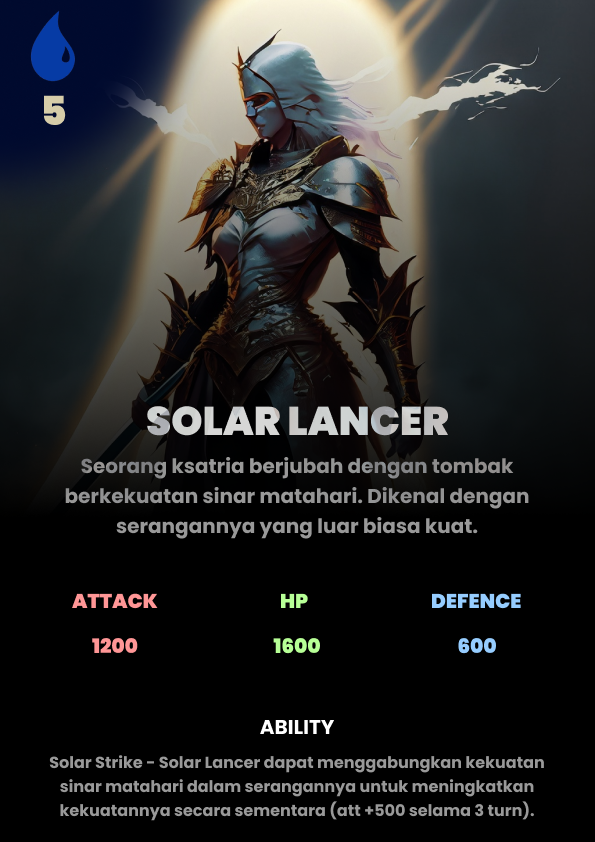 5
SOLAR LANCER
Seorang ksatria berjubah dengan tombak
berkekuatan sinar matahari. Dikenal dengan
serangannya yang luar biasa kuat.
ATTACK HP DEFENCE
1200 1600 600
ABILITY
Solar Strike - Solar Lancer dapat menggabungkan kekuatan
sinar matahari dalam serangannya untuk meningkatkan
kekuatannya secara sementara (att +500 selama 3 turn).